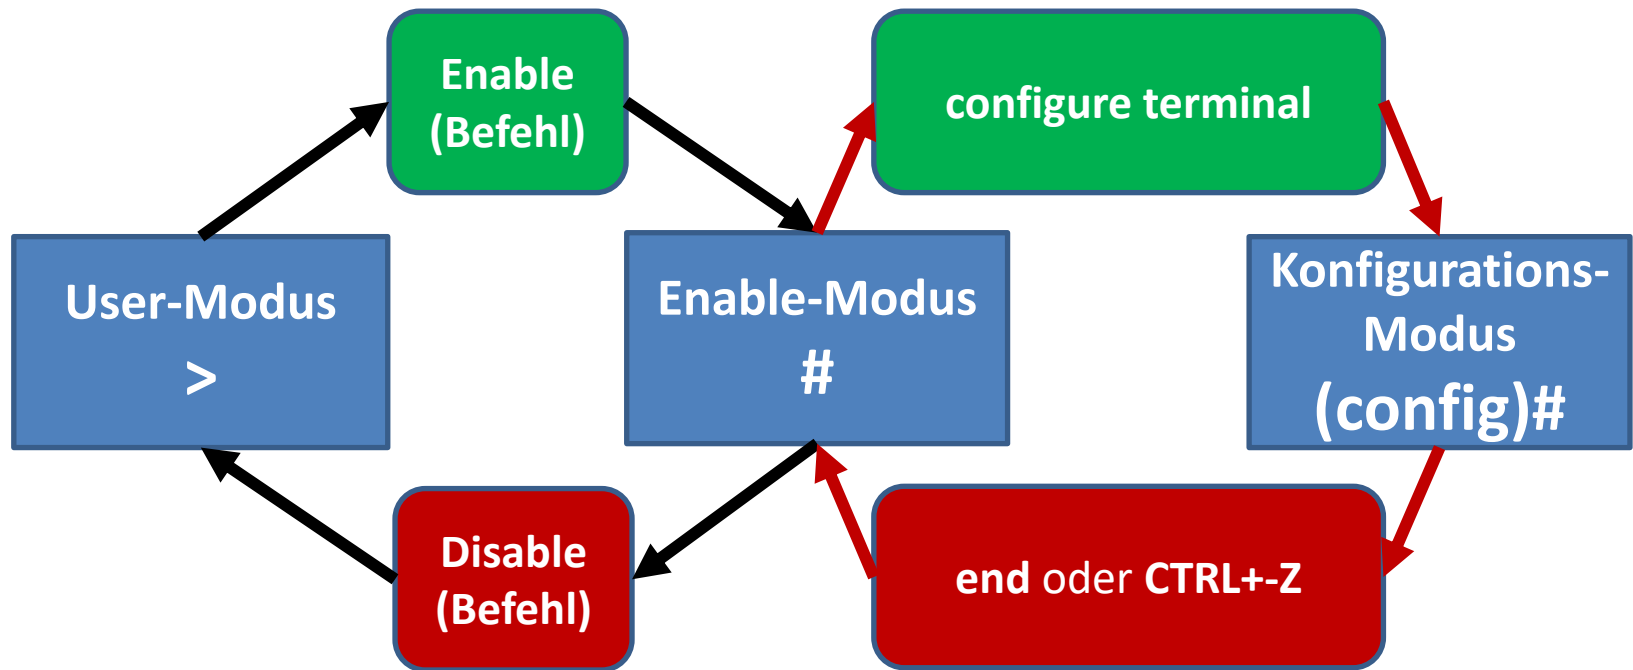 Enable
(Befehl)
configure terminal
User-Modus
>
Enable-Modus
#
Konfigurations-
Modus
(config)#
Disable
(Befehl)
end oder CTRL+-Z